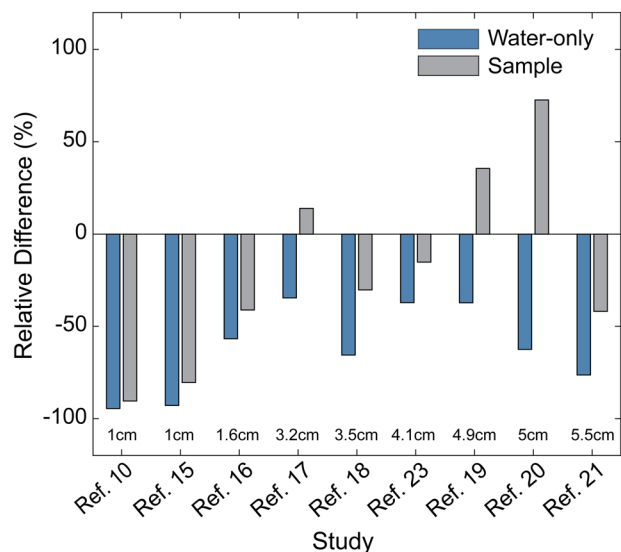 Water-only
Sample
Relative Difference (%)
100
50
0
-50
-100
1cm 1cm 1.6cm 3.2cm 3.5cm 4.1cm 4.9cm 5cm 5.5cm
Ref. 10 Ref. 15 Ref. 16 Ref. 17 Ref. 18 Ref. 23 Ref. 19 Ref. 20 Ref. 21
Study